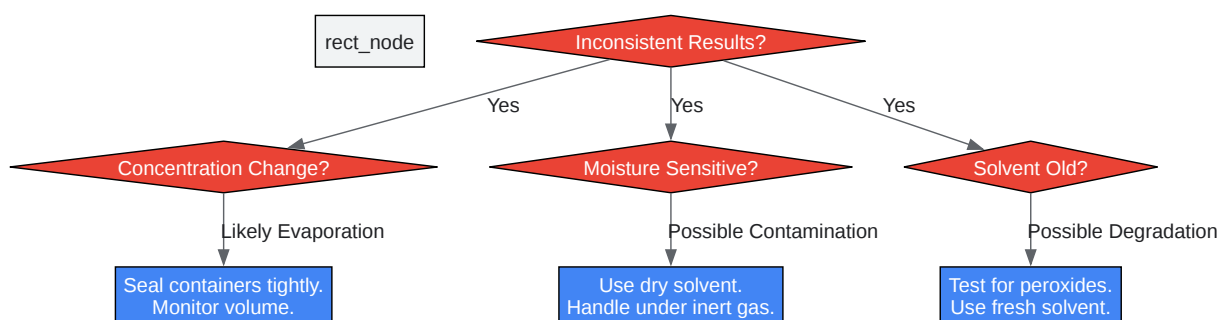 rect_node
Inconsistent Results?
Yes
Yes
Yes
Concentration Change?
Moisture Sensitive?
Solvent Old?
Likely Evaporation
Possible Contamination
Possible Degradation
Seal containers tightly.
Monitor volume.
Use dry solvent.
Handle under inert gas.
Test for peroxides.
Use fresh solvent.